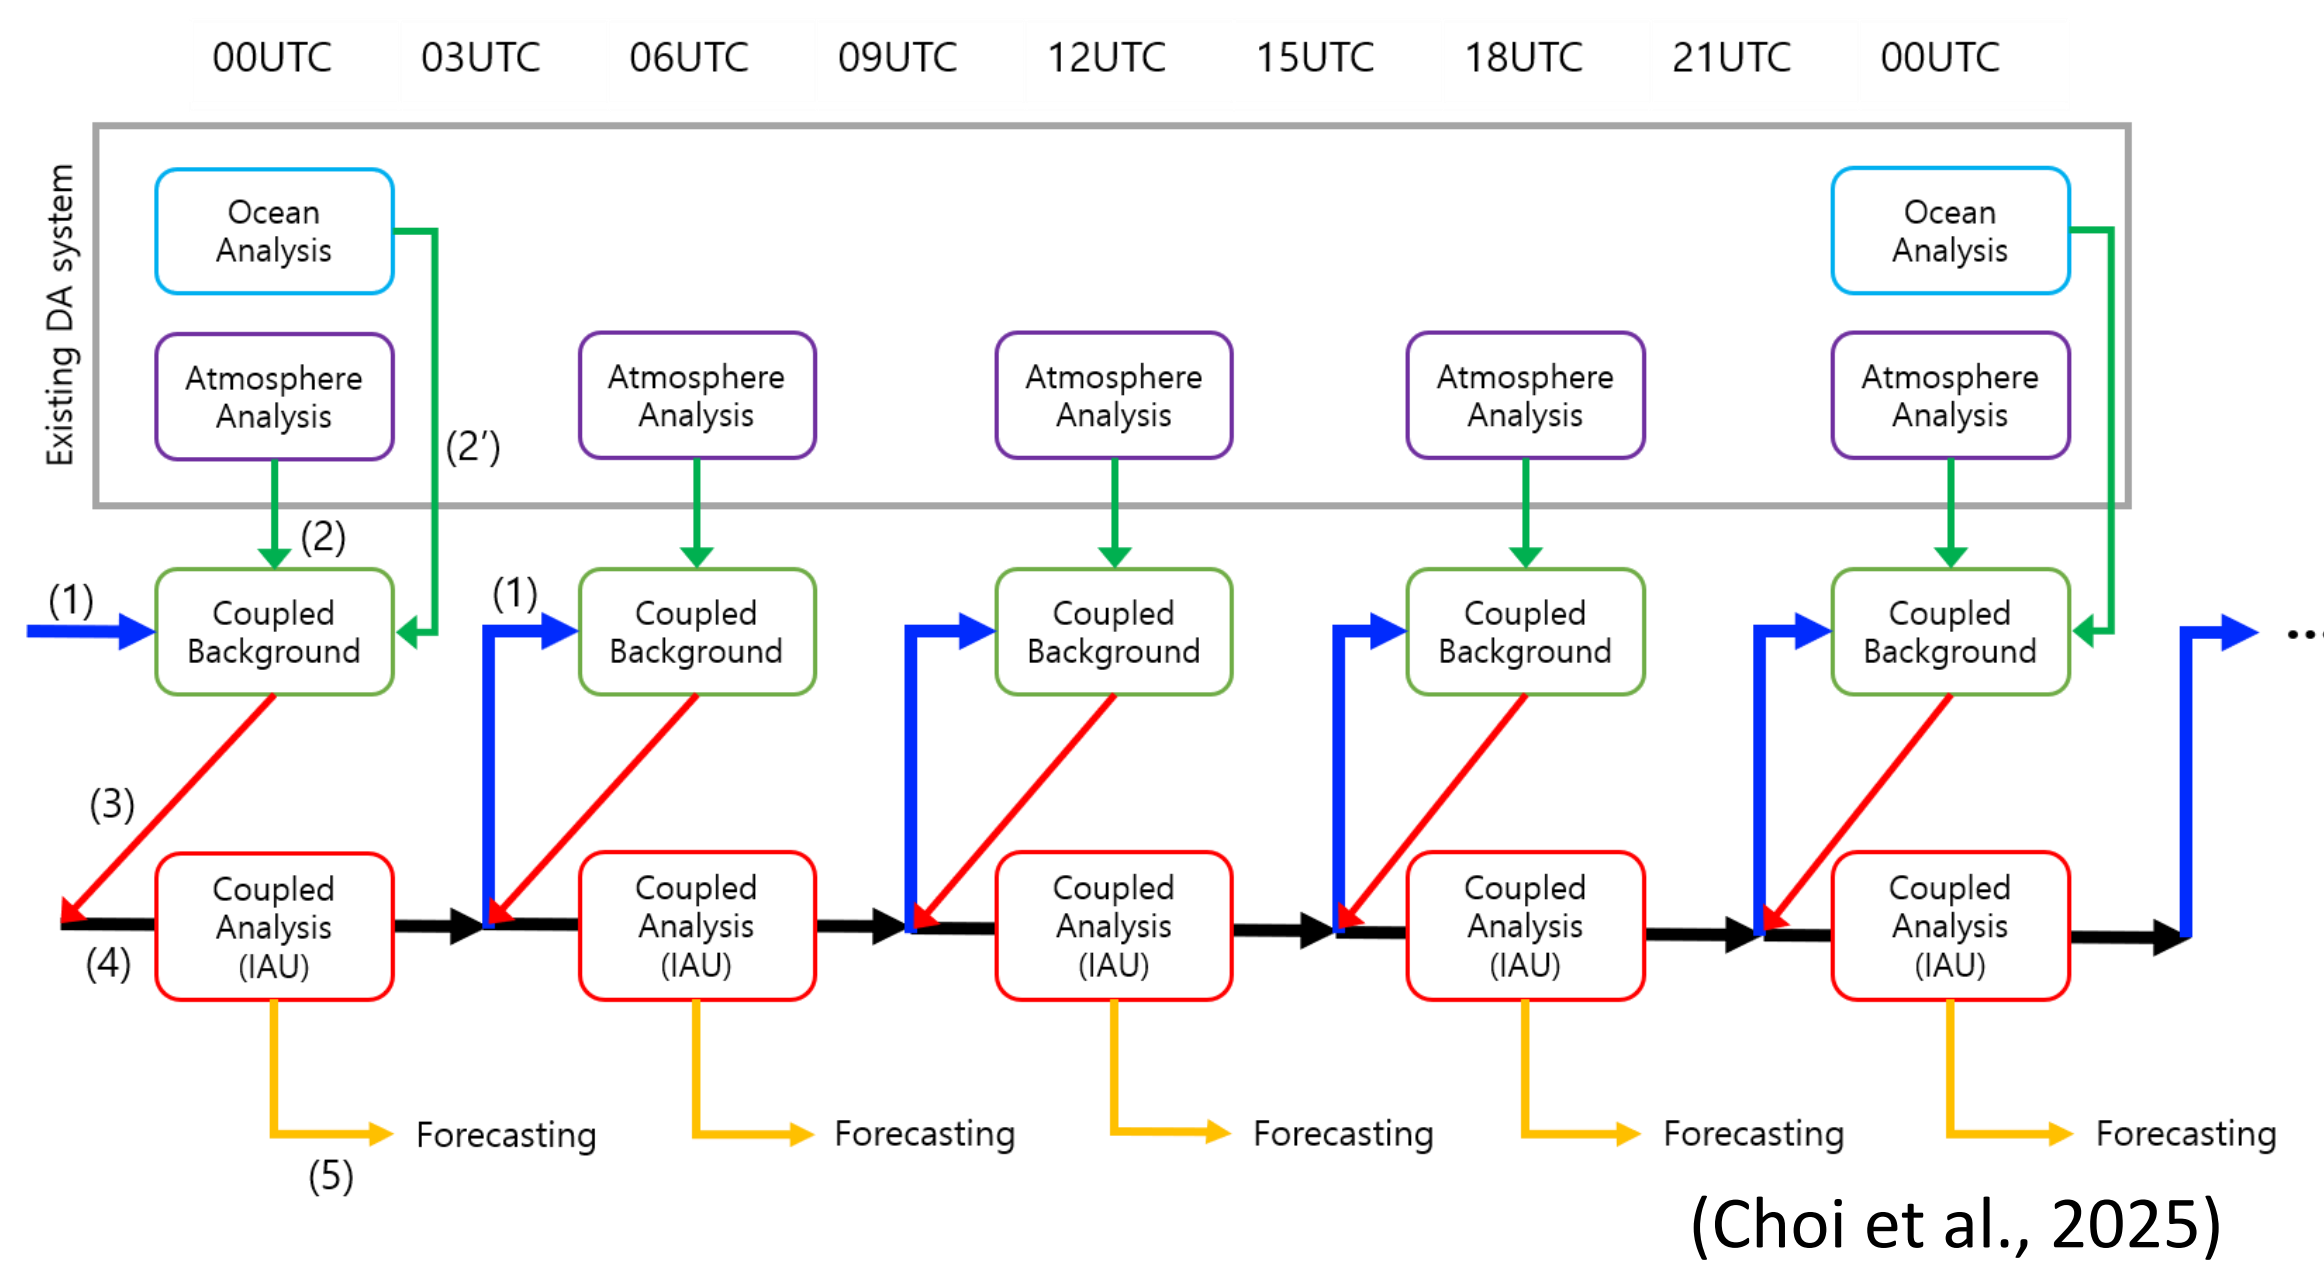 00UTC 03UTC 06UTC 09UTC 12UTC 15UTC 18UTC 21UTC 00UTC
Existing DA system
Ocean
Analysis
Ocean
Analysis
Atmosphere
Analysis
Atmosphere
Analysis
Atmosphere
Analysis
Atmosphere
Analysis
Atmosphere
Analysis
(2’)
(2)
(1)
Coupled
Background
(1)
Coupled
Background
Coupled
Background
Coupled
Background
Coupled
Background
...
(3)
(4)
Coupled
Analysis
(IAU)
Coupled
Analysis
(IAU)
Coupled
Analysis
(IAU)
Coupled
Analysis
(IAU)
Coupled
Analysis
(IAU)
Forecasting
Forecasting
Forecasting
Forecasting
Forecasting
(5)
(Choi et al., 2025)